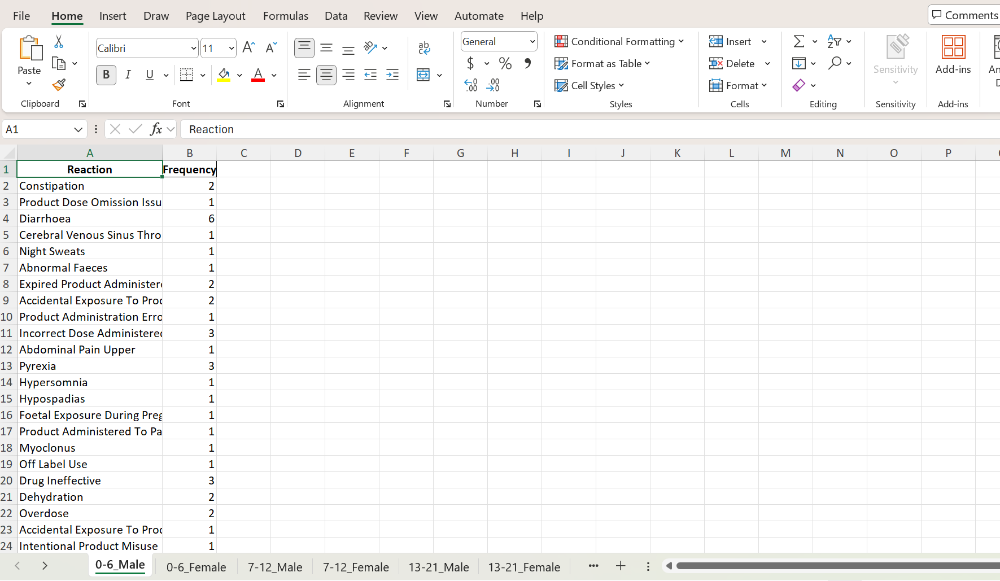 File Home Insert Draw Page Layout Formulas Data Review View Automate Help Comments
Calibri 11 General Conditional Formatting Insert
Paste $ % Format as Table Delete Sensitivity Add-ins
B I U A Cell Styles Format
Clipboard Font Alignment Number Styles Cells Editing Sensitivity Add-ins
A1 fx Reaction
A B C D E F G H I J K L M N O P
1 Reaction Frequency
2 Constipation 2
3 Product Dose Omission Issu 1
4 Diarrhoea 6
5 Cerebral Venous Sinus Thro 1
6 Night Sweats 1
7 Abnormal Faeces 1
8 Expired Product Administere 2
9 Accidental Exposure To Proc 2
10 Product Administration Erro 1
11 Incorrect Dose Administered 3
12 Abdominal Pain Upper 1
13 Pyrexia 3
14 Hypersomnia 1
15 Hypospadias 1
16 Foetal Exposure During Preg 1
17 Product Administered To Pa 1
18 Myoclonus 1
19 Off Label Use 1
20 Drug Ineffective 3
21 Dehydration 2
22 Overdose 2
23 Accidental Exposure To Proc 1
24 Intentional Product Misuse 1
0-6_Male 0-6_Female 7-12_Male 7-12_Female 13-21_Male 13-21_Female